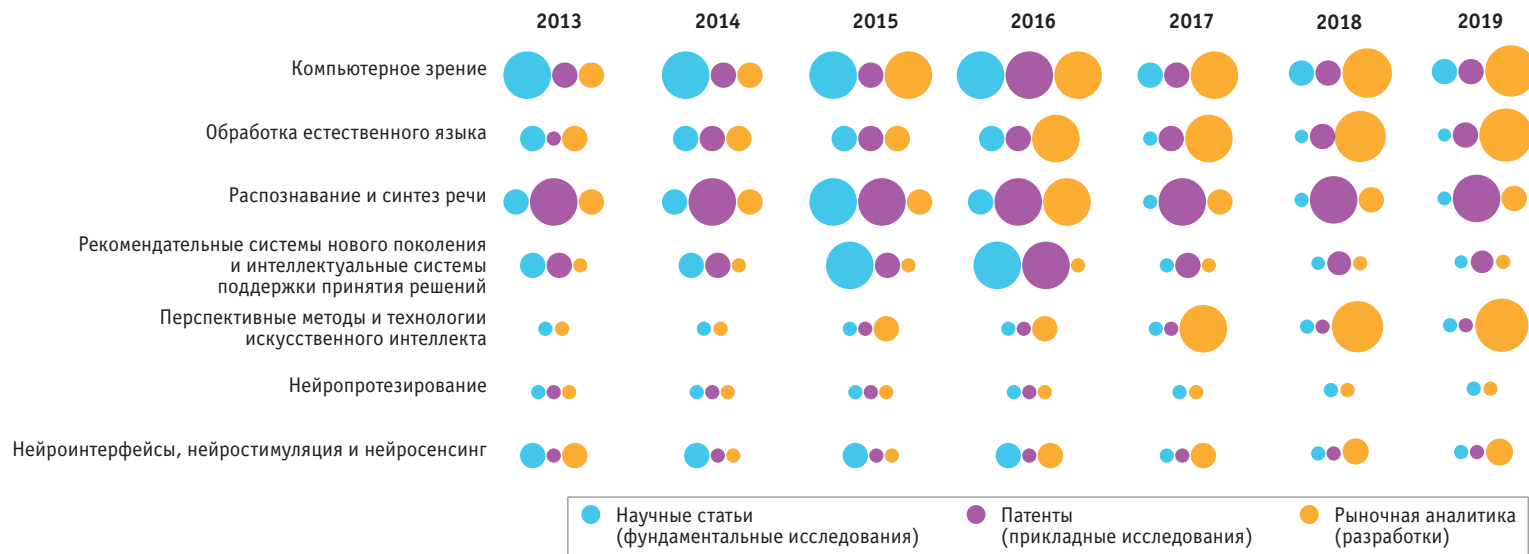 2013 2014 2015 2016 2017 2018 2019
Компьютерное зрение
Обработка естественного языка
Распознавание и синтез речи
Рекомендательные системы нового поколения
и интеллектуальные системы
поддержки принятия решений
Перспективные методы и технологии
искусственного интеллекта
Нейропротезирование
Нейроинтерфейсы, нейростимуляция и нейросенсинг
Научные статьи
(фундаментальные исследования)
Патенты
(прикладные исследования)
Рыночная аналитика
(разработки)